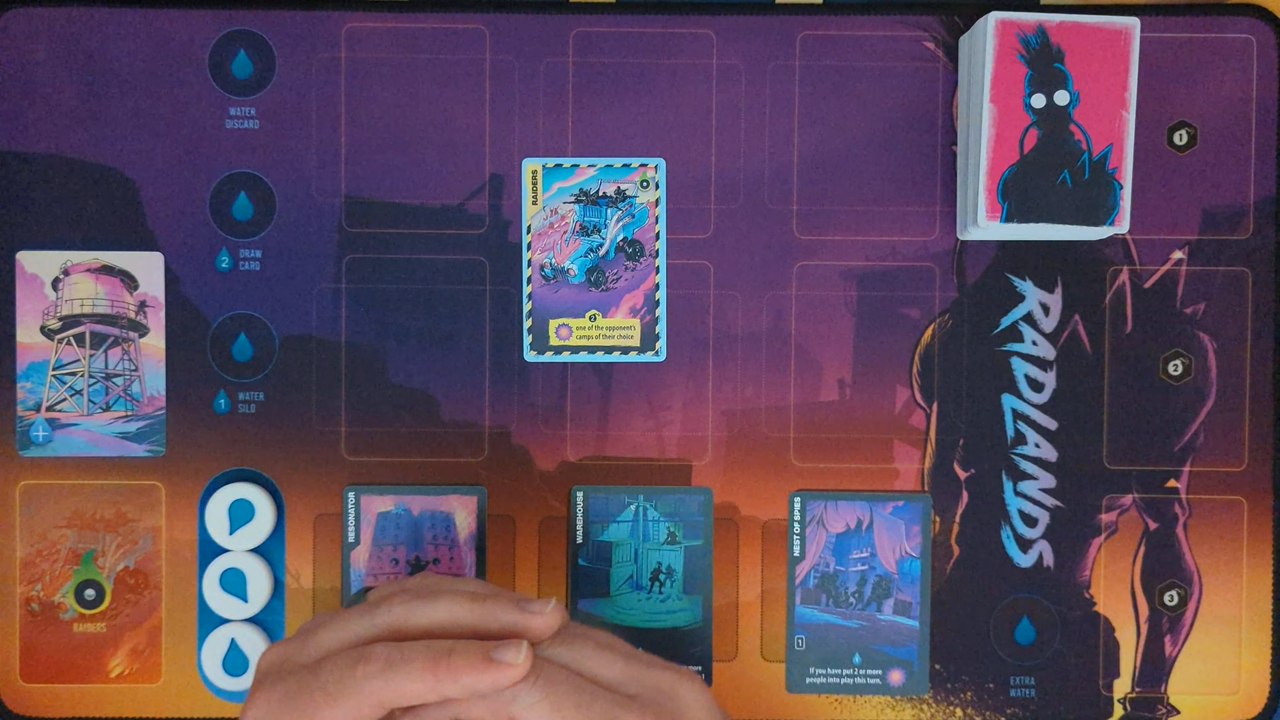 WATER
DISCARD
2 DRAW
CARD
1 WATER
SILO
RAIDERS
2
one of the opponent's
camps of their choice
1
RADLANDS
2
3
EXTRA
WATER
RAIDERS
RESONATOR
WAREHOUSE
NEST OF SPIES
1
If you have put 2 or more
people into play this turn,